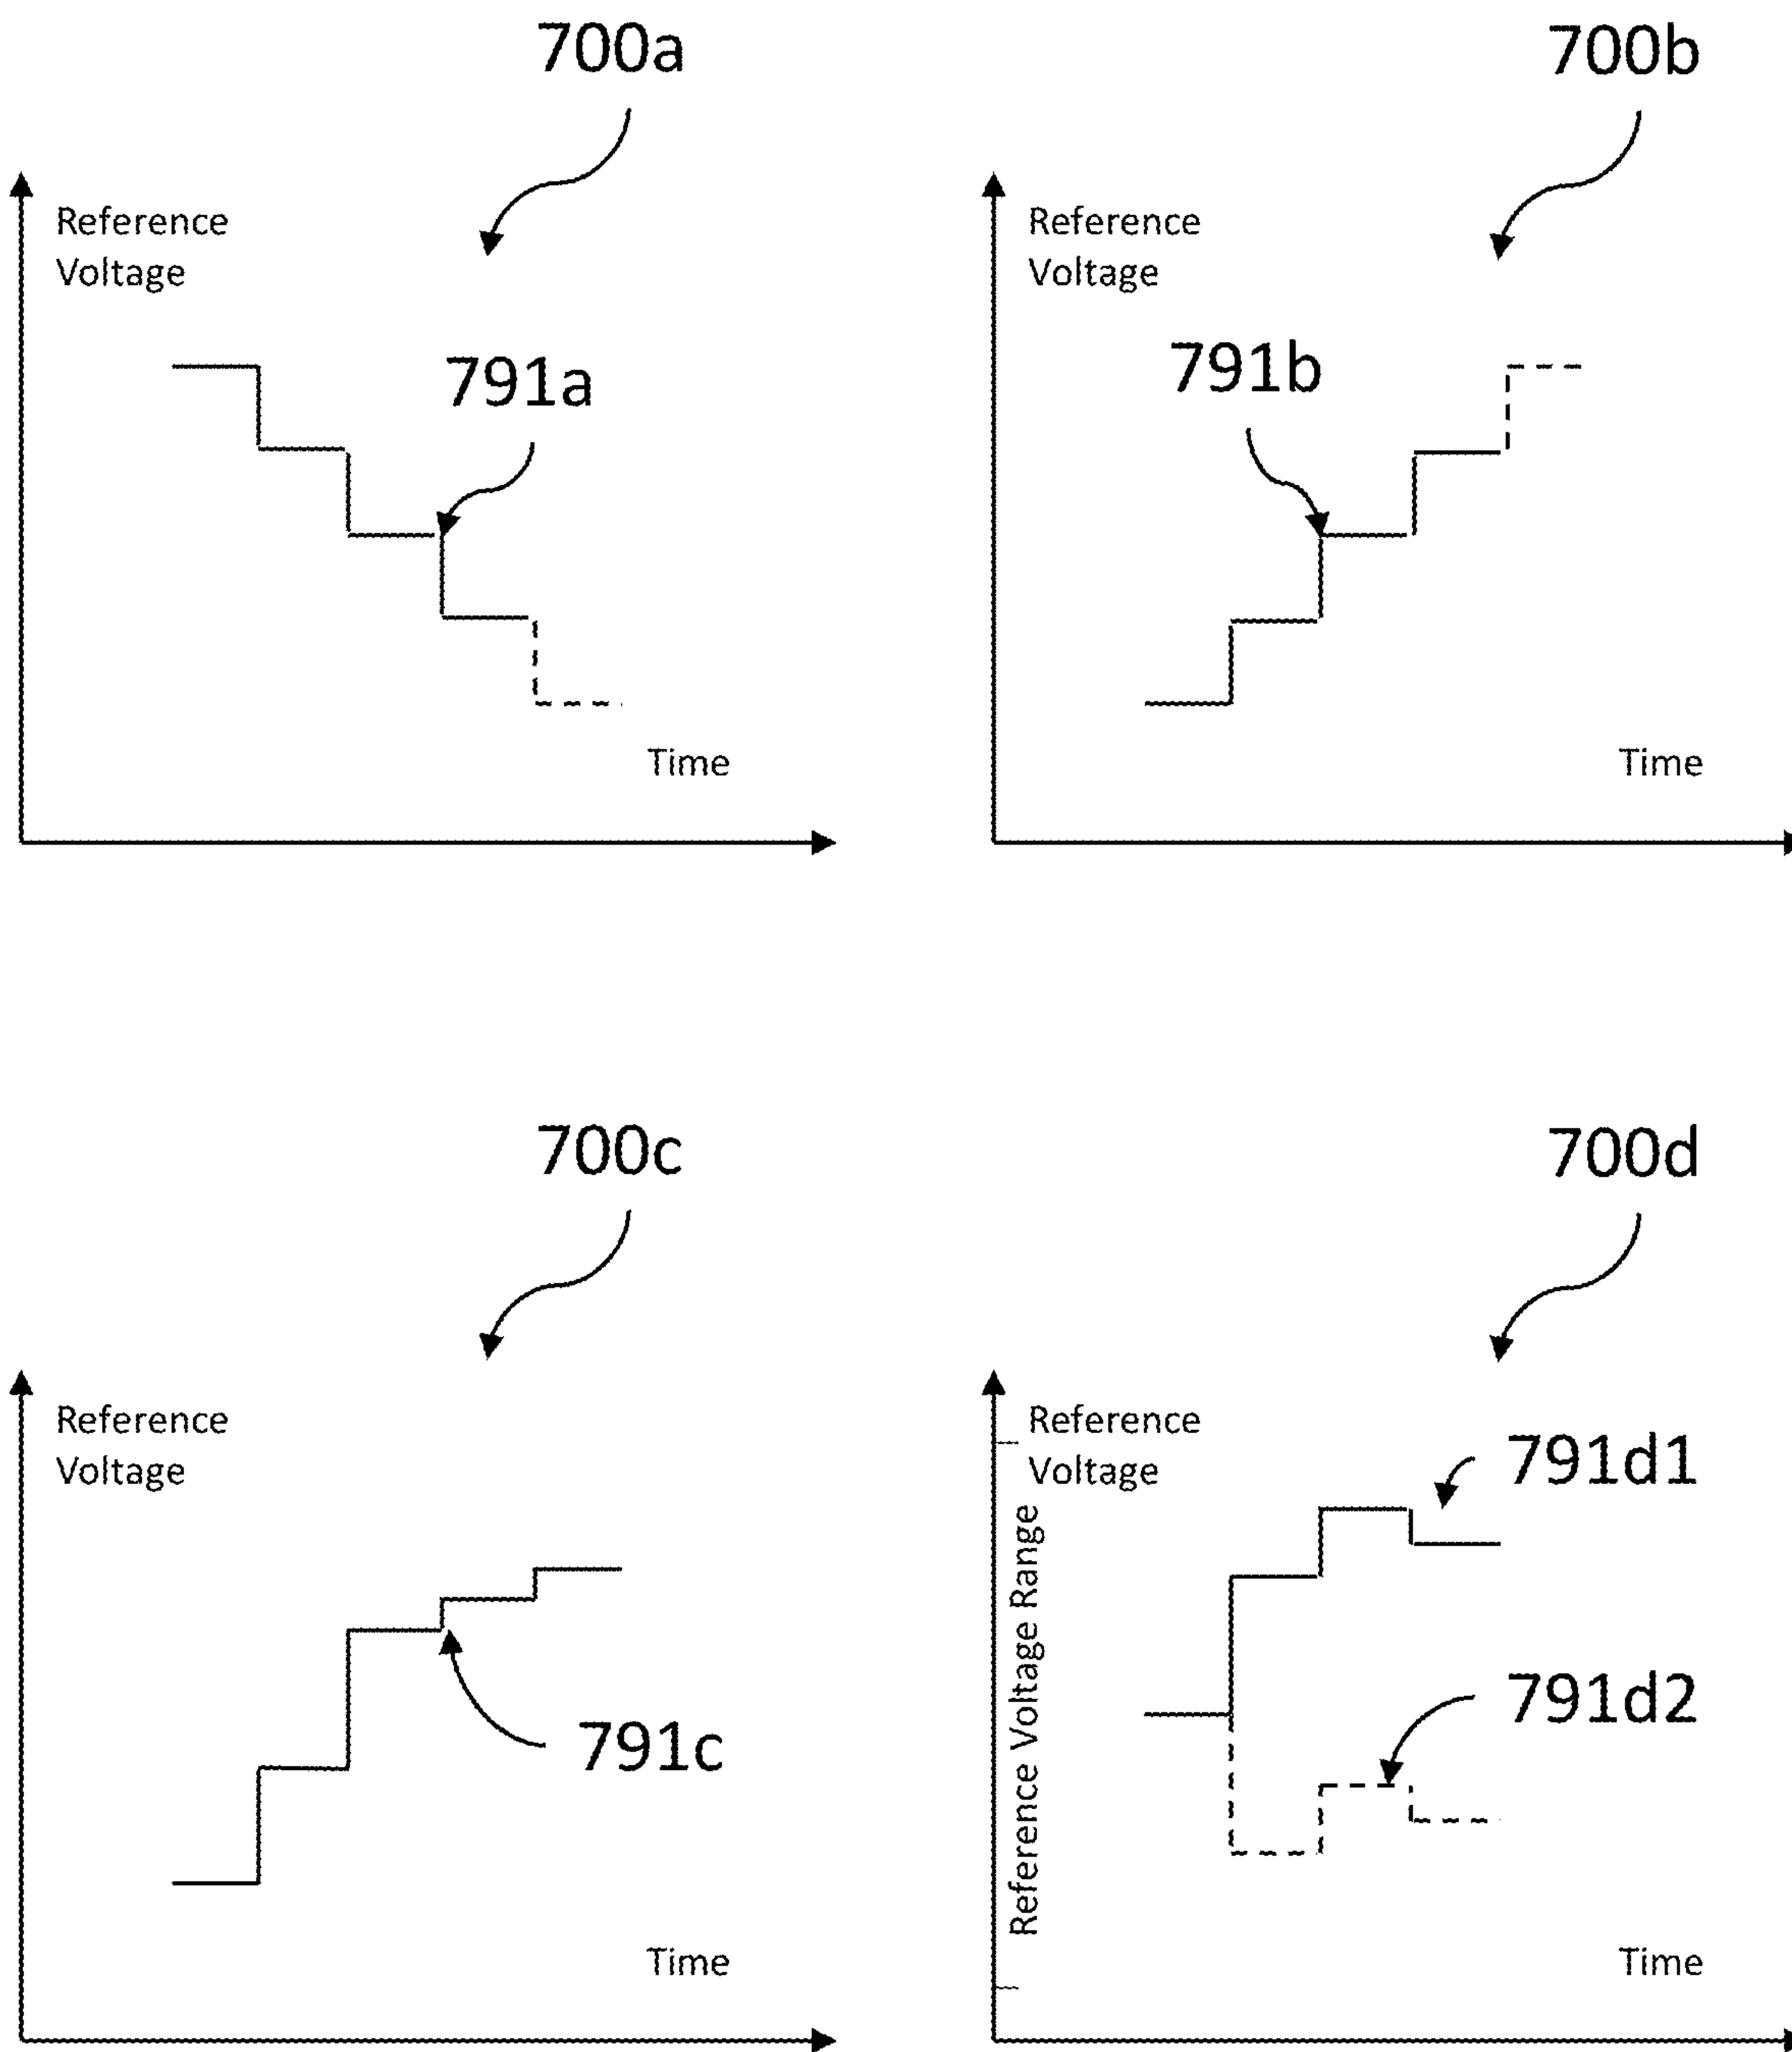 700a
700b
Reference
Voltage
Reference
Voltage
791a
791b
Time
Time
700c
700d
Reference
Voltage
Reference
Voltage
791d1
Reference Voltage Range
791d2
791c
Time
Time